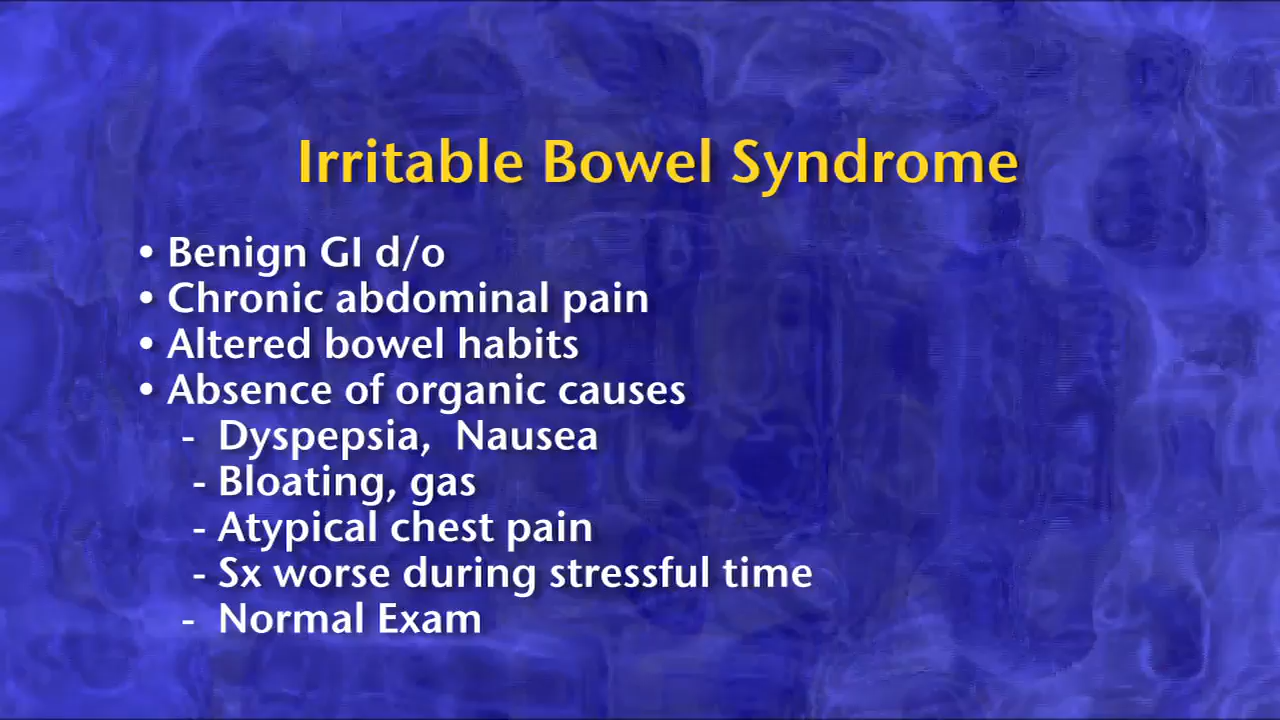 Irritable Bowel Syndrome
• Benign GI d/o
• Chronic abdominal pain
• Altered bowel habits
• Absence of organic causes
- Dyspepsia, Nausea
- Bloating, gas
- Atypical chest pain
- Sx worse during stressful time
- Normal Exam